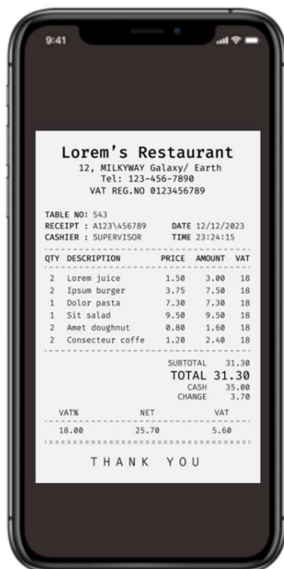 9:41
Lorem's Restaurant
12, MILKYWAY Galaxy/ Earth
Tel: 123-456-7890
VAT REG.NO 0123456789
TABLE NO: 543
RECEIPT : A123\456789 DATE 12/12/2023
CASHIER : SUPERVISOR TIME 23:24:15
QTY DESCRIPTION PRICE AMOUNT VAT
2 Lorem juice 1.50 3.00 18
2 Ipsum burger 3.75 7.50 18
1 Dolor pasta 7.30 7.30 18
1 Sit salad 9.50 9.50 18
2 Amet doughnut 0.80 1.60 18
2 Consecteur coffe 1.20 2.40 18
SUBTOTAL 31.30
TOTAL 31.30
CASH 35.00
CHANGE 3.70
VAT% NET VAT
18.00 25.70 5.60
THANK YOU